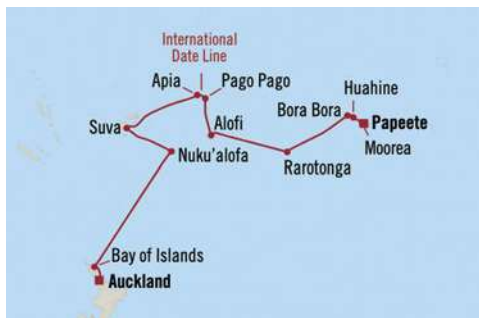 International
Date Line
Apia
Pago Pago
Huahine
Bora Bora
Papeete
Suva
Alofi
Moorea
Nuku'alofa
Rarotonga
Bay of Islands
Auckland